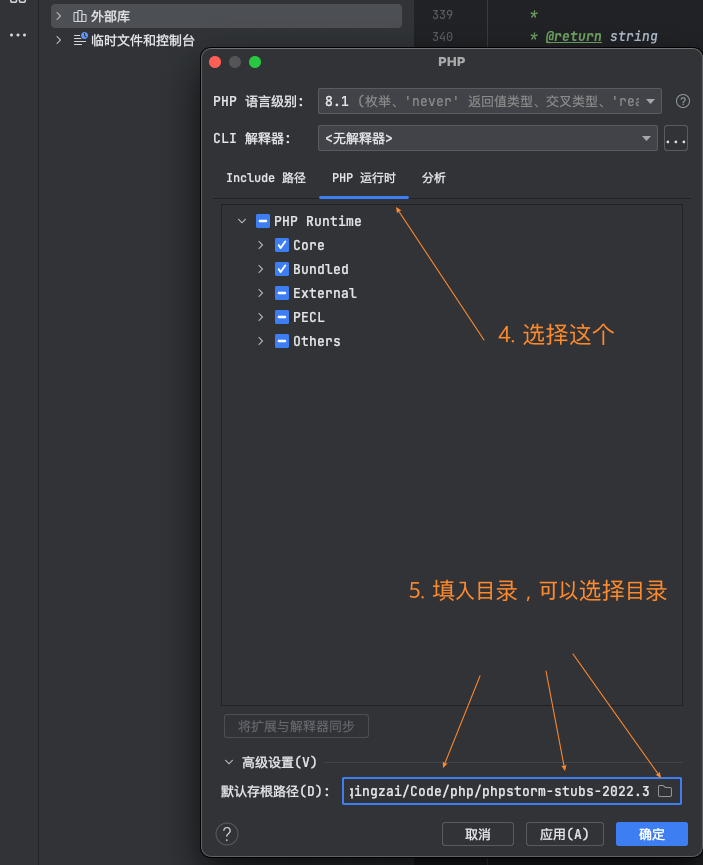 外部库
临时文件和控制台
339 *
340 * @return string
PHP
PHP 语言级别: 8.1 (枚举、'never' 返回值类型、交叉类型、'rea
CLI 解释器: <无解释器> ...
Include 路径 PHP 运行时 分析
PHP Runtime
Core
Bundled
External
PECL
Others
4. 选择这个
5. 填入目录，可以选择目录
将扩展与解释器同步
高级设置(V)
默认存根路径(D): ingzai/Code/php/phpstorm-stubs-2022.3
? 取消 应用(A) 确定